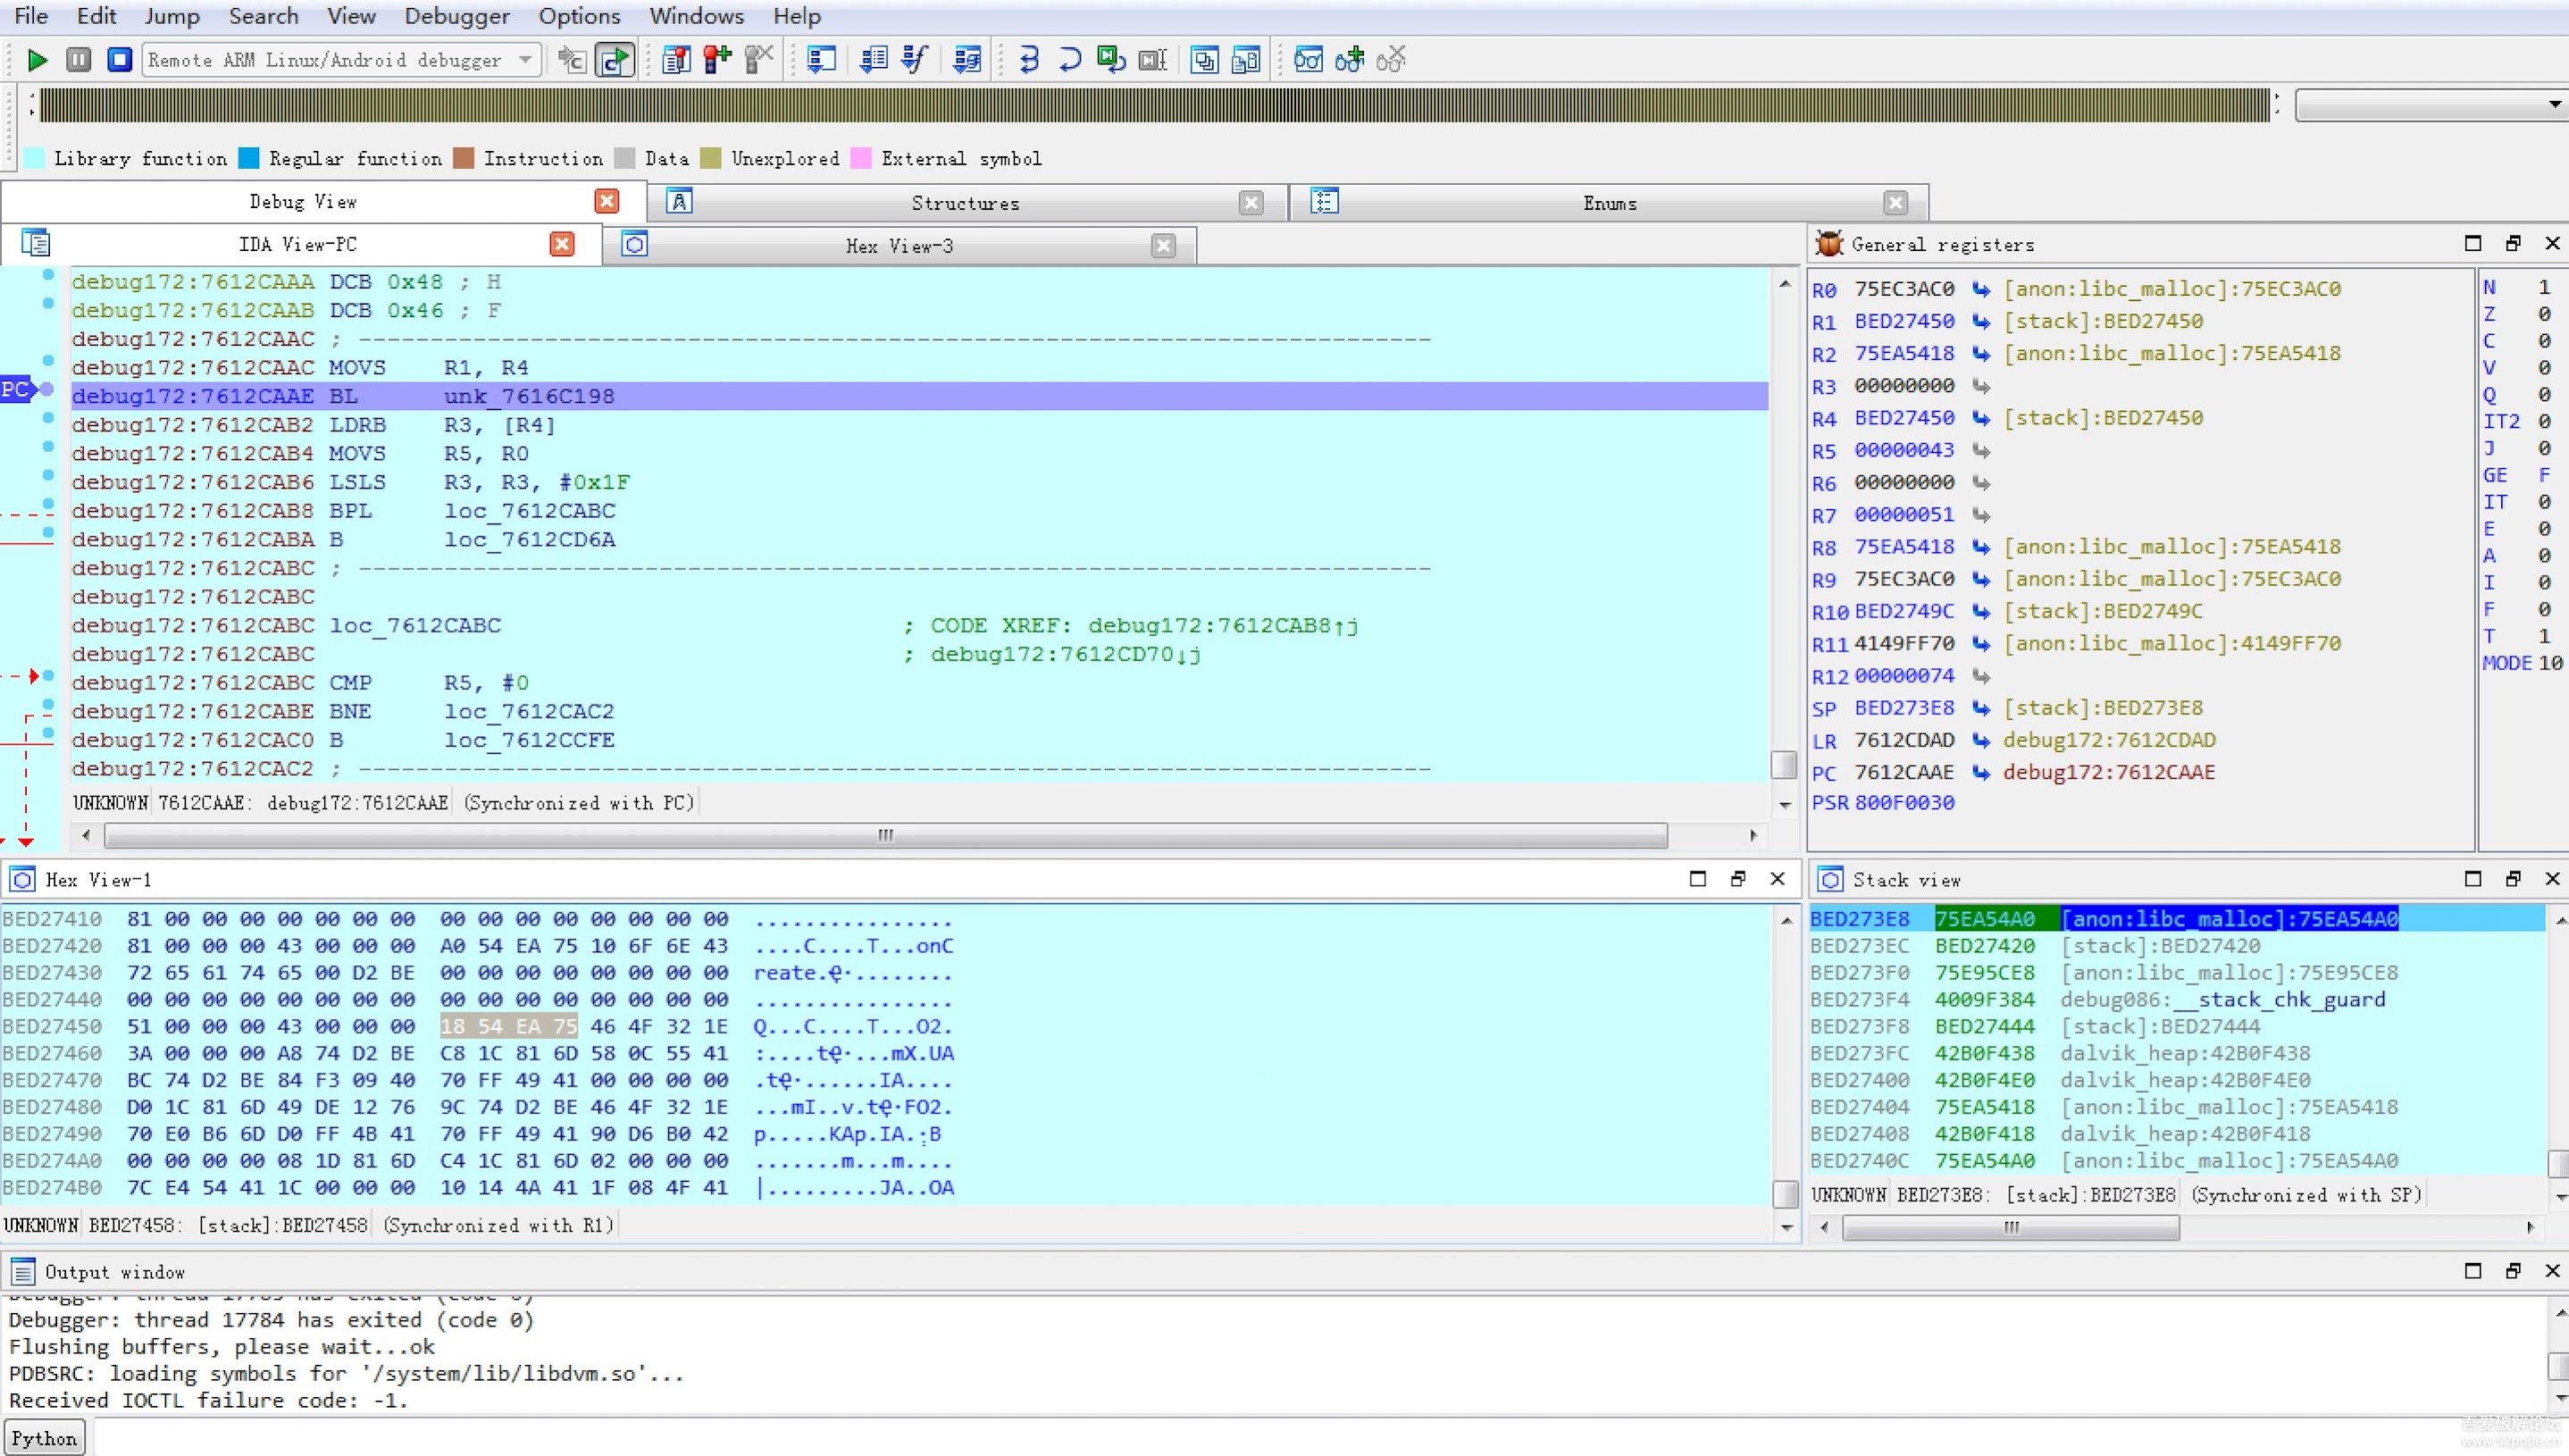 File Edit Jump Search View Debugger Options Windows Help
Remote ARM Linux/Android debugger
Library function Regular function Instruction Data Unexplored External symbol
Debug View Structures Enums
IDA View-PC Hex View-3
debug172:7612CAAA DCB 0x48 ; H
debug172:7612CAAB DCB 0x46 ; F
debug172:7612CAAC ; ---------------------------------------------------------------------------
debug172:7612CAAC MOVS R1, R4
PC
debug172:7612CAAE BL unk_7616C198
debug172:7612CAB2 LDRB R3, [R4]
debug172:7612CAB4 MOVS R5, R0
debug172:7612CAB6 LSLS R3, R3, #0x1F
debug172:7612CAB8 BPL loc_7612CABC
debug172:7612CABA B loc_7612CD6A
debug172:7612CABC ; ---------------------------------------------------------------------------
debug172:7612CABC
debug172:7612CABC loc_7612CABC ; CODE XREF: debug172:7612CAB8↑j
debug172:7612CABC ; debug172:7612CD70↓j
debug172:7612CABC CMP R5, #0
debug172:7612CABE BNE loc_7612CAC2
debug172:7612CAC0 B loc_7612CCFE
debug172:7612CAC2 ; ---------------------------------------------------------------------------
UNKNOWN 7612CAAE: debug172:7612CAAE (Synchronized with PC)
General registers
R0 75EC3AC0 [anon:libc_malloc]:75EC3AC0
R1 BED27450 [stack]:BED27450
R2 75EA5418 [anon:libc_malloc]:75EA5418
R3 00000000
R4 BED27450 [stack]:BED27450
R5 00000043
R6 00000000
R7 00000051
R8 75EA5418 [anon:libc_malloc]:75EA5418
R9 75EC3AC0 [anon:libc_malloc]:75EC3AC0
R10 BED2749C [stack]:BED2749C
R11 4149FF70 [anon:libc_malloc]:4149FF70
R12 00000074
SP BED273E8 [stack]:BED273E8
LR 7612CDAD debug172:7612CDAD
PC 7612CAAE debug172:7612CAAE
PSR 800F0030
N 1
Z 0
C 0
V 0
Q 0
IT2 0
J 0
GE F
IT 0
E 0
A 0
I 0
F 0
T 1
MODE 10
Hex View-1
BED27410 81 00 00 00 00 00 00 00 00 00 00 00 00 00 00 00 ................
BED27420 81 00 00 00 43 00 00 00 A0 54 EA 75 10 6F 6E 43 ....C....T...onC
BED27430 72 65 61 74 65 00 D2 BE 00 00 00 00 00 00 00 00 reate.
BED27440 00 00 00 00 00 00 00 00 00 00 00 00 00 00 00 00 ................
BED27450 51 00 00 00 43 00 00 00 18 54 EA 75 46 4F 32 1E Q...C....T...O2.
BED27460 3A 00 00 00 A8 74 D2 BE C8 1C 81 6D 58 0C 55 41
BED27470 BC 74 D2 BE 84 F3 09 40 70 FF 49 41 00 00 00 00
BED27480 D0 1C 81 6D 49 DE 12 76 9C 74 D2 BE 46 4F 32 1E
BED27490 70 E0 B6 6D D0 FF 4B 41 70 FF 49 41 90 D6 B0 42
BED274A0 00 00 00 00 08 1D 81 6D C4 1C 81 6D 02 00 00 00 .......m...m....
BED274B0 7C E4 54 41 1C 00 00 00 10 14 4A 41 1F 08 4F 41 |.........JA..OA
UNKNOWN BED27458: [stack]:BED27458 (Synchronized with R1)
Stack view
BED273E8 75EA54A0 [anon:libc_malloc]:75EA54A0
BED273EC BED27420 [stack]:BED27420
BED273F0 75E95CE8 [anon:libc_malloc]:75E95CE8
BED273F4 4009F384 debug086:__stack_chk_guard
BED273F8 BED27444 [stack]:BED27444
BED273FC 42B0F438 dalvik_heap:42B0F438
BED27400 42B0F4E0 dalvik_heap:42B0F4E0
BED27404 75EA5418 [anon:libc_malloc]:75EA5418
BED27408 42B0F418 dalvik_heap:42B0F418
BED2740C 75EA54A0 [anon:libc_malloc]:75EA54A0
UNKNOWN BED273E8: [stack]:BED273E8 (Synchronized with SP)
Output window
Debugger: thread 17784 has exited (code 0)
Flushing buffers, please wait...ok
PDBSRC: loading symbols for '/system/lib/libdvm.so'...
Received IOCTL failure code: -1.
Python
吾爱破解论坛
www.52pojie.cn